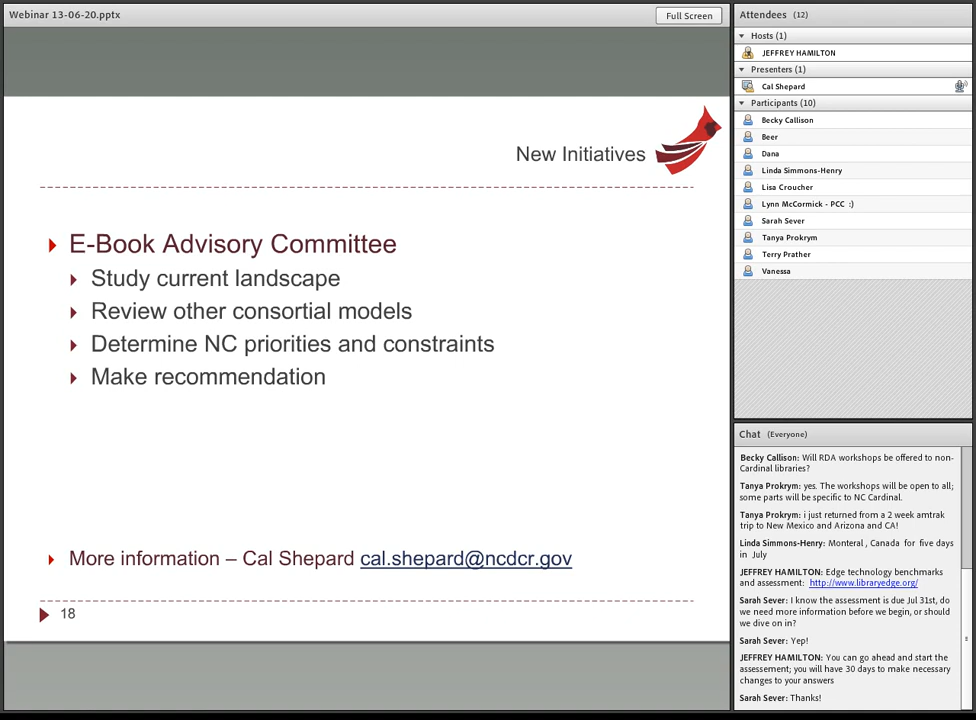 Webinar 13-06-20.pptx
Full Screen
New Initiatives
E-Book Advisory Committee
Study current landscape
Review other consortial models
Determine NC priorities and constraints
Make recommendation
More information – Cal Shepard cal.shepard@ncdcr.gov
18
Attendees (12)
Hosts (1)
JEFFREY HAMILTON
Presenters (1)
Cal Shepard
Participants (10)
Becky Callison
Beer
Dana
Linda Simmons-Henry
Lisa Croucher
Lynn McCormick - PCC :)
Sarah Sever
Tanya Prokrym
Terry Prather
Vanessa
Chat (Everyone)
Becky Callison: Will RDA workshops be offered to non-
Cardinal libraries?
Tanya Prokrym: yes. The workshops will be open to all;
some parts will be specific to NC Cardinal.
Tanya Prokrym: i just returned from a 2 week amtrak
trip to New Mexico and Arizona and CA!
Linda Simmons-Henry: Monteral , Canada for five days
in July
JEFFREY HAMILTON: Edge technology benchmarks
and assessment: http://www.libraryedge.org/
Sarah Sever: I know the assessment is due Jul 31st, do
we need more information before we begin, or should
we dive on in?
Sarah Sever: Yep!
JEFFREY HAMILTON: You can go ahead and start the
assessement; you will have 30 days to make necessary
changes to your answers
Sarah Sever: Thanks!